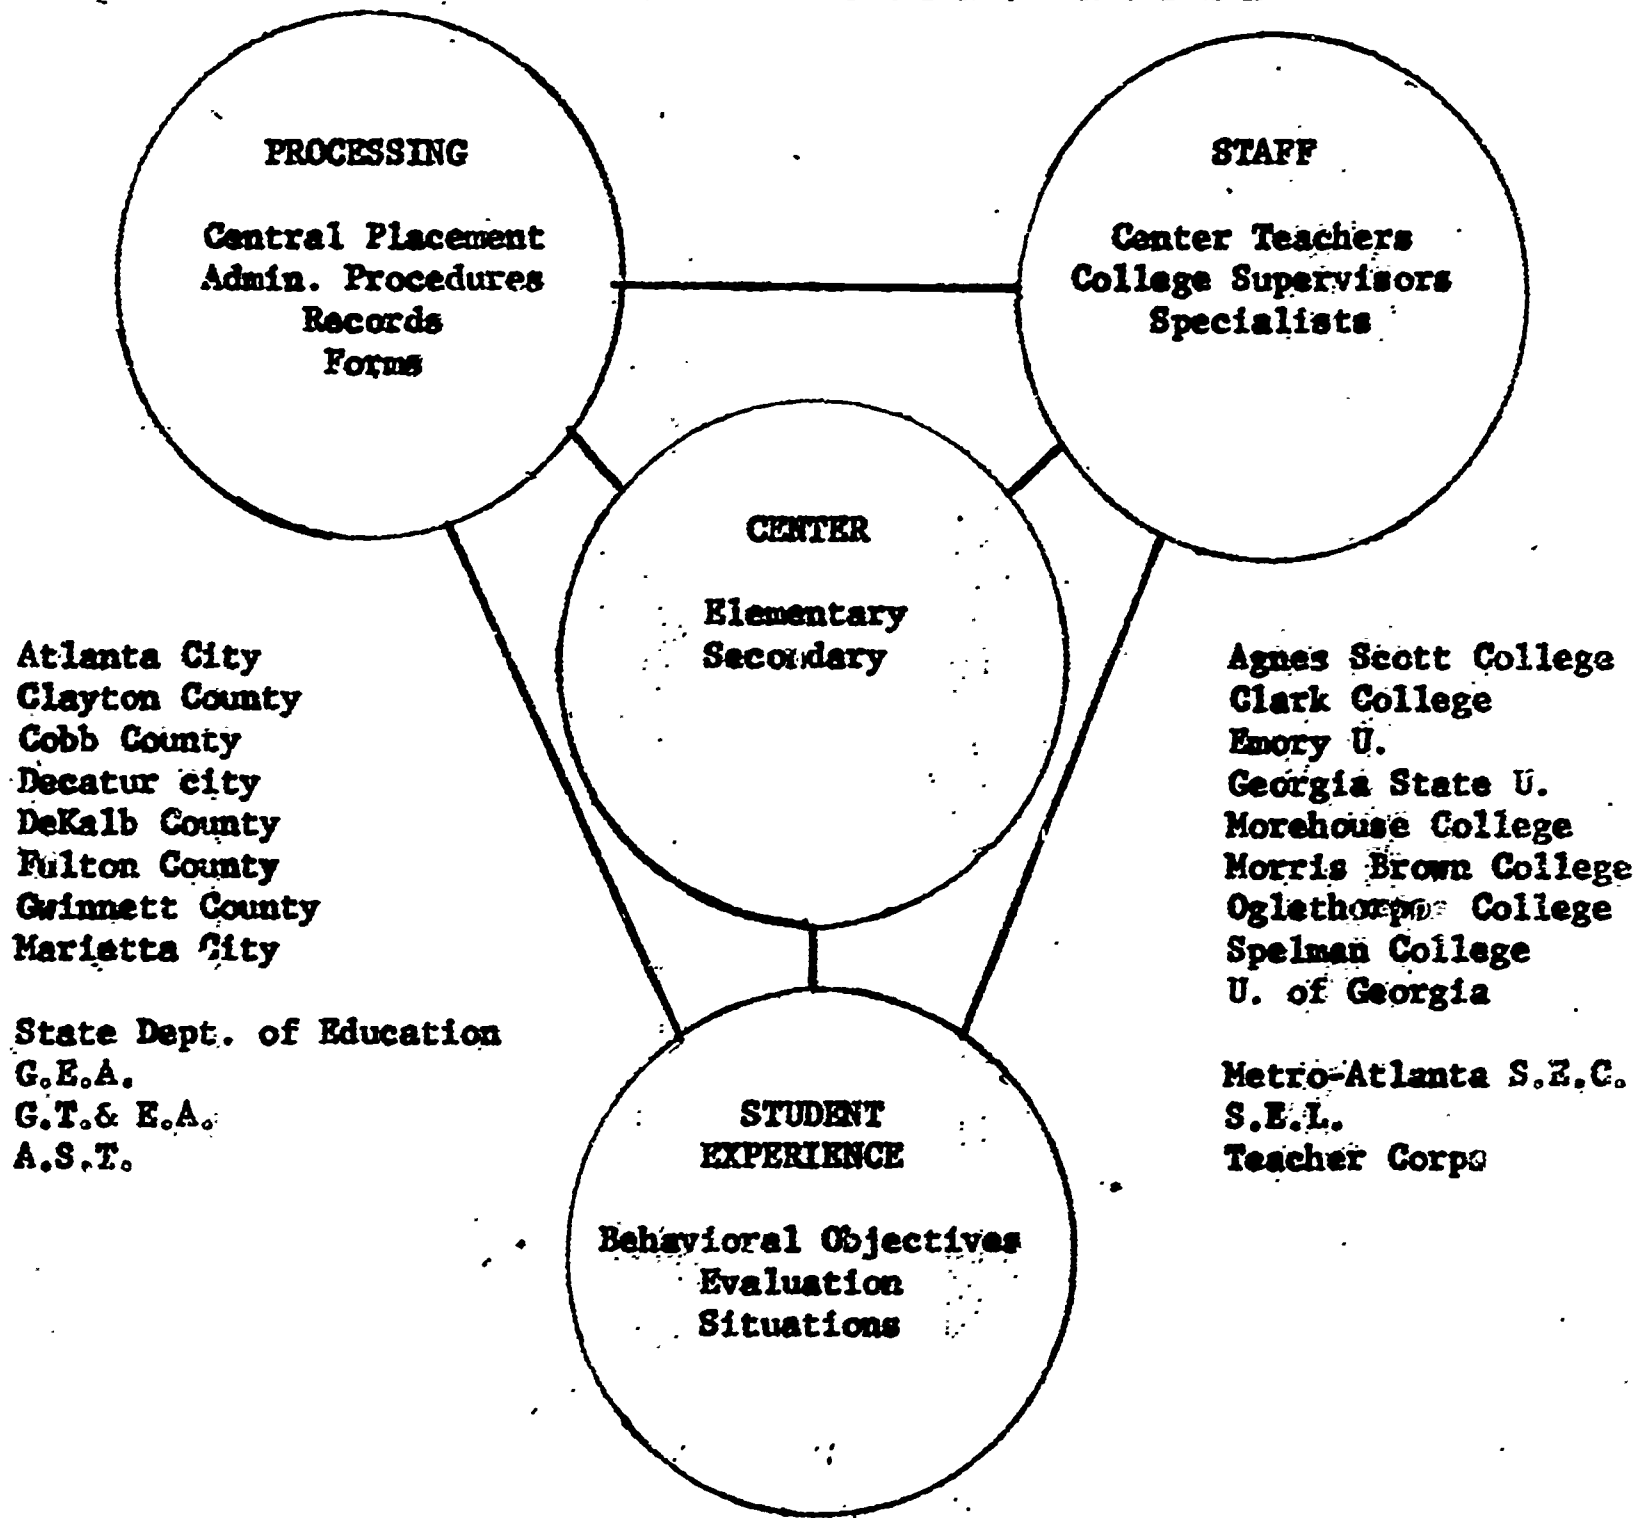 PROCESSING
Central Placement
Admin. Procedures
Records
Forms
STAFF
Center Teachers
College Supervisors
Specialists
CENTER
Elementary
Secondary
Atlanta City
Clayton County
Cobb County
Decatur city
DeKalb County
Fulton County
Gwinnett County
Marietta City
State Dept. of Education
G.E.A.
G.T.& E.A.
A.S.T.
Agnes Scott College
Clark College
Emory U.
Georgia State U.
Morehouse College
Morris Brown College
Oglethorpe College
Spelman College
U. of Georgia
Metro-Atlanta S.E.C.
S.E.L.
Teacher Corps
STUDENT
EXPERIENCE
Behavioral Objectives
Evaluation
Situations